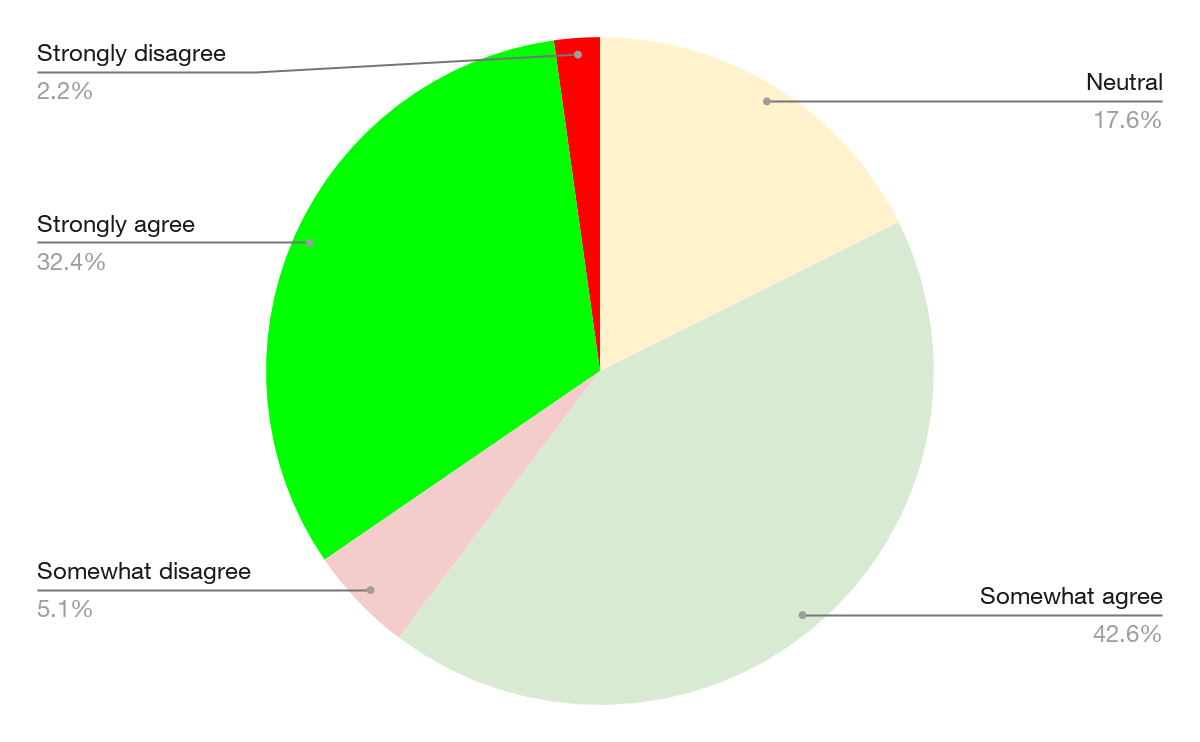 Strongly disagree
2.2%
Neutral
17.6%
Strongly agree
32.4%
Somewhat disagree
5.1%
Somewhat agree
42.6%